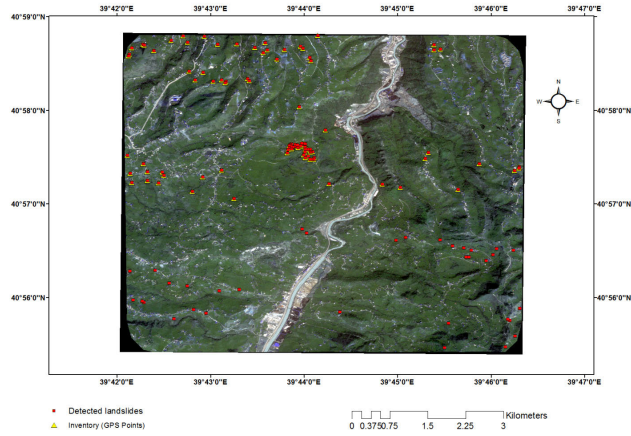 39°42'0"E 39°43'0"E 39°44'0"E 39°45'0"E 39°46'0"E 39°47'0"E
40°59'0"N 40°59'0"N
N
W E
S
40°58'0"N 40°58'0"N
40°57'0"N 40°57'0"N
40°56'0"N 40°56'0"N
39°42'0"E 39°43'0"E 39°44'0"E 39°45'0"E 39°46'0"E 39°47'0"E
Detected landslides
Inventory (GPS Points)
Kilometers
0 0.375 0.75 1.5 2.25 3